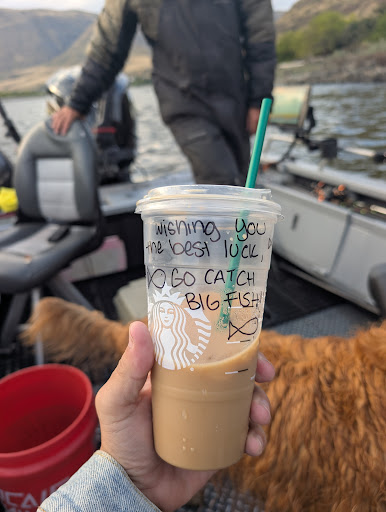 wishing you
the best luck,
GO CATCH
BIG FISH!